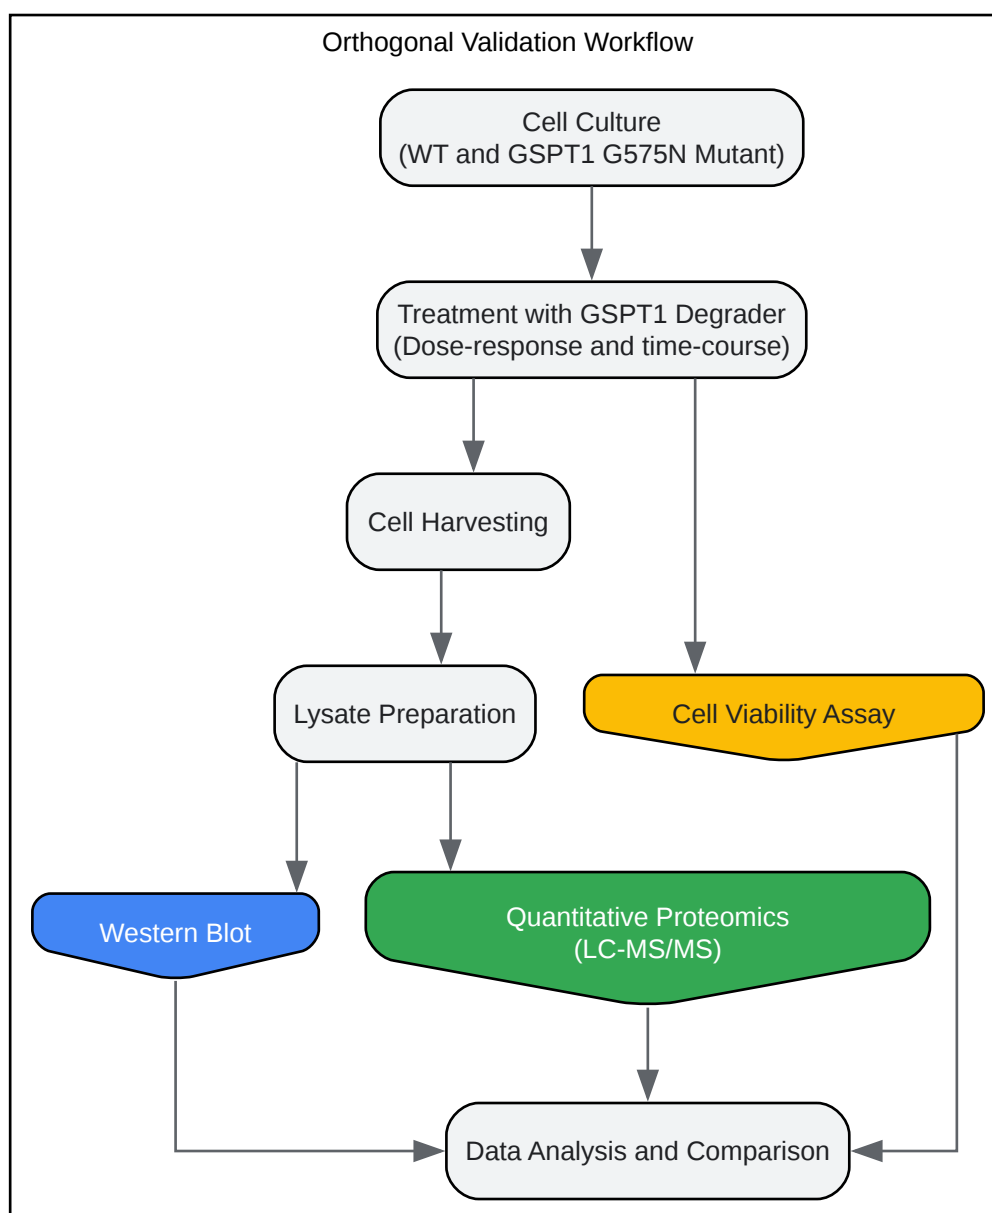 Orthogonal Validation Workflow
Cell Culture
(WT and GSPT1 G575N Mutant)
Treatment with GSPT1 Degrader
(Dose-response and time-course)
Cell Harvesting
Lysate Preparation
Cell Viability Assay
Western Blot
Quantitative Proteomics
(LC-MS/MS)
Data Analysis and Comparison